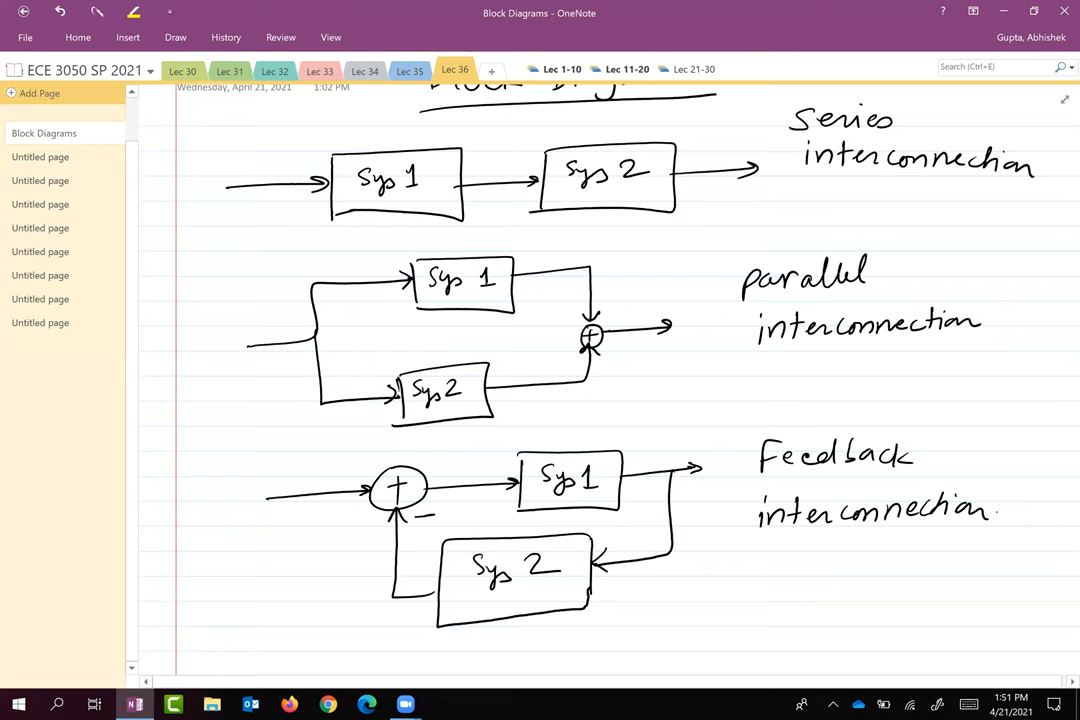 Block Diagrams - OneNote
Gupta, Abhishek
File Home Insert Draw History Review View
ECE 3050 SP 2021
Lec 30 Lec 31 Lec 32 Lec 33 Lec 34 Lec 35 Lec 36
Lec 1-10 Lec 11-20 Lec 21-30
Search (Ctrl+E)
Add Page
Block Diagrams
Untitled page
Untitled page
Untitled page
Untitled page
Untitled page
Untitled page
Untitled page
Untitled page
Wednesday, April 21, 2021 1:02 PM
Series
interconnection
Sys 1 Sys 2
Sys 1
parallel
interconnection
+
Sys 2
Feedback
interconnection
+ Sys 1
−
Sys 2
1:51 PM
4/21/2021